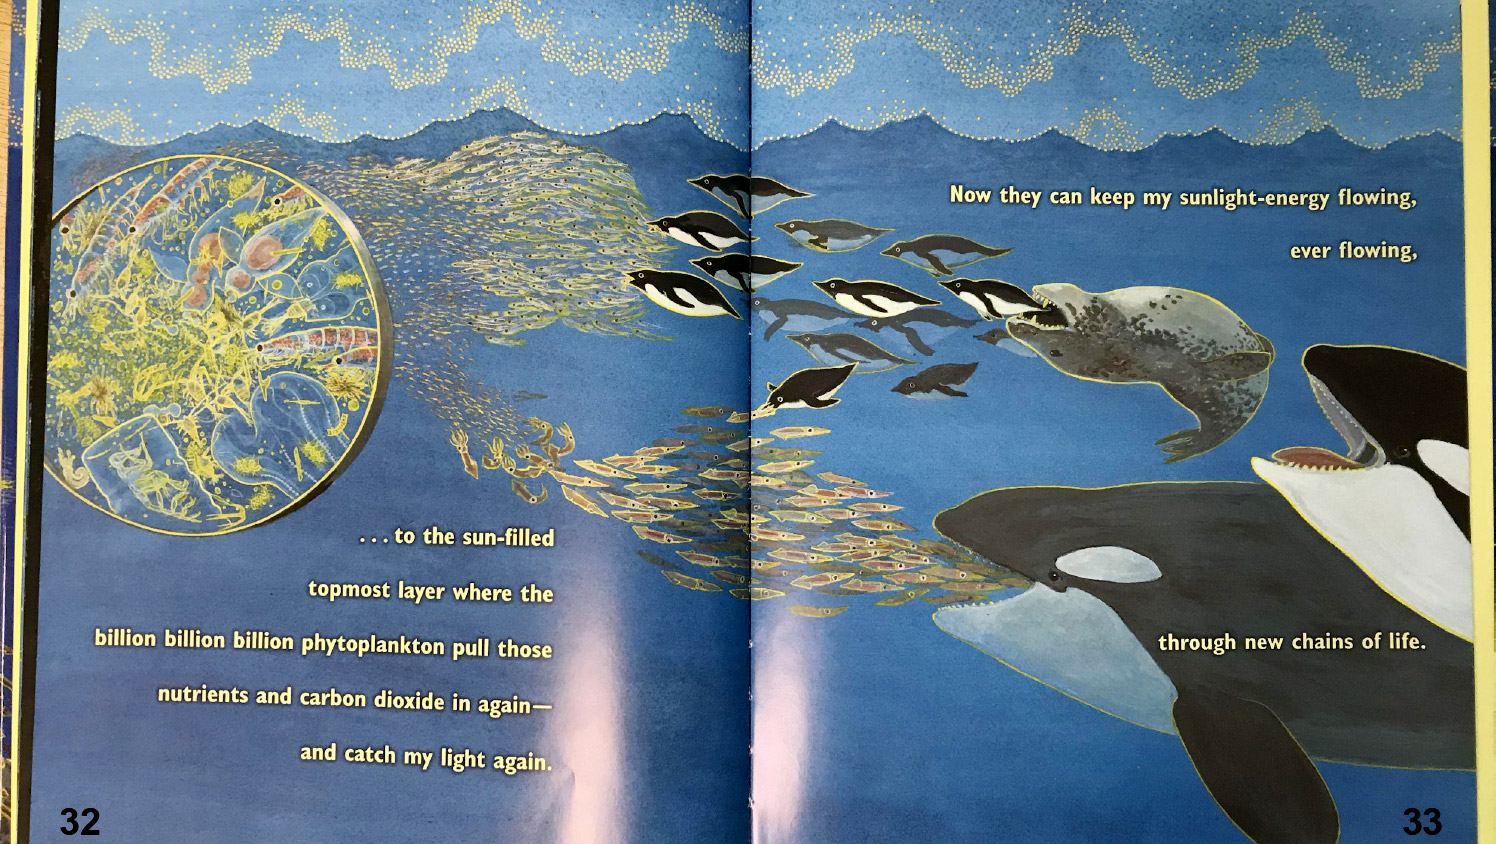 . . . to the sun-filled
topmost layer where the
billion billion billion phytoplankton pull those
nutrients and carbon dioxide in again—
and catch my light again.
32
Now they can keep my sunlight-energy flowing,
ever flowing,
through new chains of life.
33